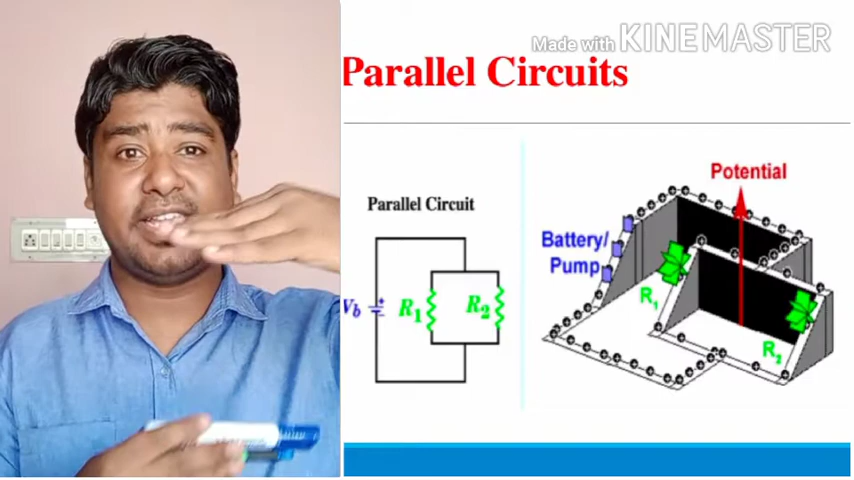 Made with KINEMASTER
Parallel Circuits
Parallel Circuit
Vb
R1
R2
Potential
Battery/
Pump
R1
R2